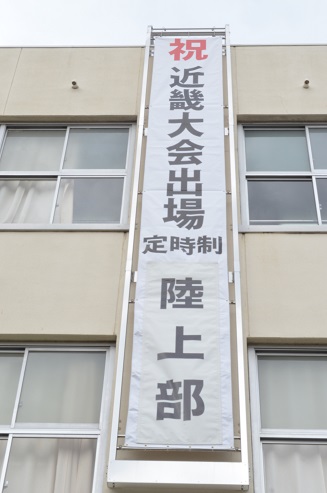 祝
近畿大会出場
定時制
陸上部